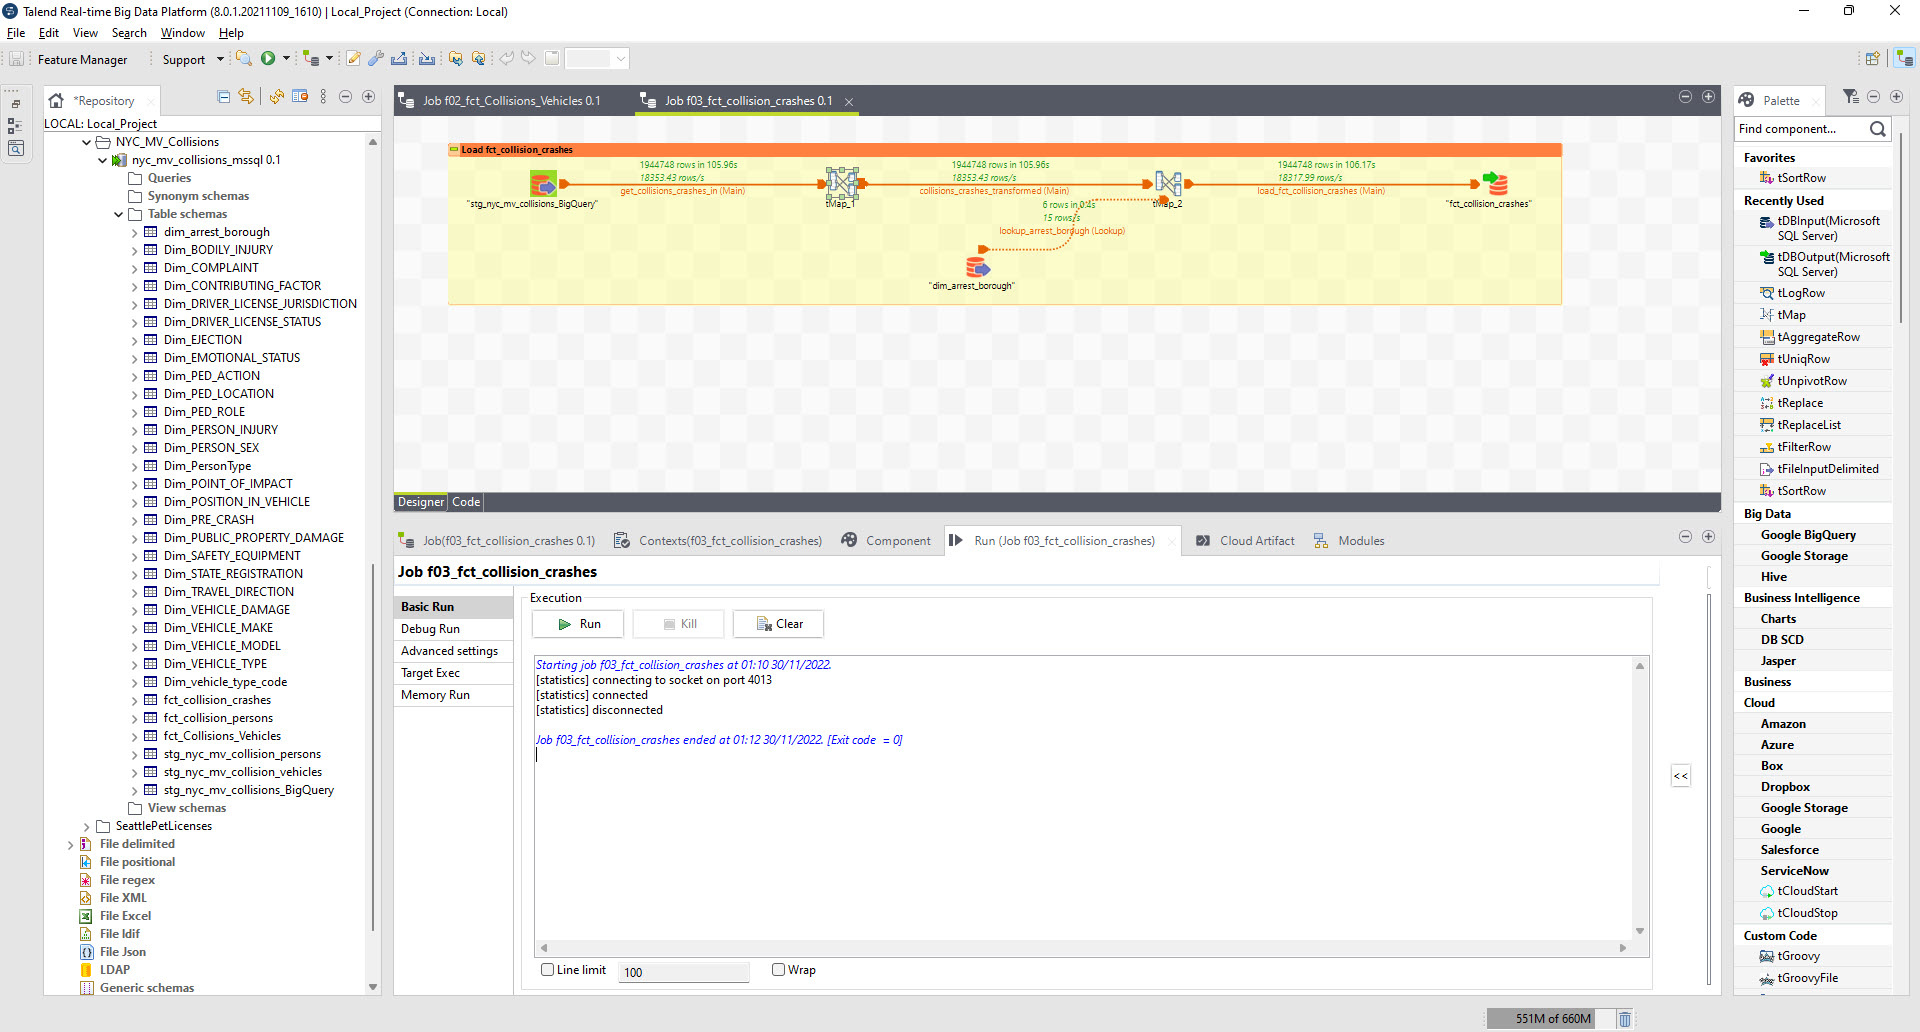 Talend Real-time Big Data Platform (8.0.1.20211109_1610) | Local_Project (Connection: Local)
File Edit View Search Window Help
Feature Manager Support
*Repository
LOCAL: Local_Project
NYC_MV_Collisions
nyc_mv_collisions_mssql 0.1
Queries
Synonym schemas
Table schemas
dim_arrest_borough
Dim_BODILY_INJURY
Dim_COMPLAINT
Dim_CONTRIBUTING_FACTOR
Dim_DRIVER_LICENSE_JURISDICTION
Dim_DRIVER_LICENSE_STATUS
Dim_EJECTION
Dim_EMOTIONAL_STATUS
Dim_PED_ACTION
Dim_PED_LOCATION
Dim_PED_ROLE
Dim_PERSON_INJURY
Dim_PERSON_SEX
Dim_PersonType
Dim_POINT_OF_IMPACT
Dim_POSITION_IN_VEHICLE
Dim_PRE_CRASH
Dim_PUBLIC_PROPERTY_DAMAGE
Dim_SAFETY_EQUIPMENT
Dim_STATE_REGISTRATION
Dim_TRAVEL_DIRECTION
Dim_VEHICLE_DAMAGE
Dim_VEHICLE_MAKE
Dim_VEHICLE_MODEL
Dim_VEHICLE_TYPE
Dim_vehicle_type_code
fct_collision_crashes
fct_collision_persons
fct_Collisions_Vehicles
stg_nyc_mv_collision_persons
stg_nyc_mv_collision_vehicles
stg_nyc_mv_collisions_BigQuery
View schemas
SeattlePetLicenses
File delimited
File positional
File regex
File XML
File Excel
File ldif
File Json
LDAP
Generic schemas
Job f02_fct_Collisions_Vehicles 0.1
Job f03_fct_collision_crashes 0.1
Load fct_collision_crashes
1944748 rows in 105.96s
18353.43 rows/s
get_collisions_crashes_in (Main)
"stg_nyc_mv_collisions_BigQuery"
tMap_1
1944748 rows in 105.96s
18353.43 rows/s
collisions_crashes_transformed (Main)
tMap_2
1944748 rows in 106.17s
18317.99 rows/s
load_fct_collision_crashes (Main)
"fct_collision_crashes"
6 rows in 0.4s
15 rows/s
lookup_arrest_borough (Lookup)
"dim_arrest_borough"
Designer Code
Job(f03_fct_collision_crashes 0.1) Contexts(f03_fct_collision_crashes) Component Run (Job f03_fct_collision_crashes) Cloud Artifact Modules
Job f03_fct_collision_crashes
Basic Run
Debug Run
Advanced settings
Target Exec
Memory Run
Execution
Run Kill Clear
Starting job f03_fct_collision_crashes at 01:10 30/11/2022.
[statistics] connecting to socket on port 4013
[statistics] connected
[statistics] disconnected
Job f03_fct_collision_crashes ended at 01:12 30/11/2022. [Exit code = 0]
<<
Line limit 100 Wrap
Palette
Find component...
Favorites
tSortRow
Recently Used
tDBInput(Microsoft
SQL Server)
tDBOutput(Microsoft
SQL Server)
tLogRow
tMap
tAggregateRow
tUniqRow
tUnpivotRow
tReplace
tReplaceList
tFilterRow
tFileInputDelimited
tSortRow
Big Data
Google BigQuery
Google Storage
Hive
Business Intelligence
Charts
DB SCD
Jasper
Business
Cloud
Amazon
Azure
Box
Dropbox
Google Storage
Google
Salesforce
ServiceNow
tCloudStart
tCloudStop
Custom Code
tGroovy
tGroovyFile
551M of 660M